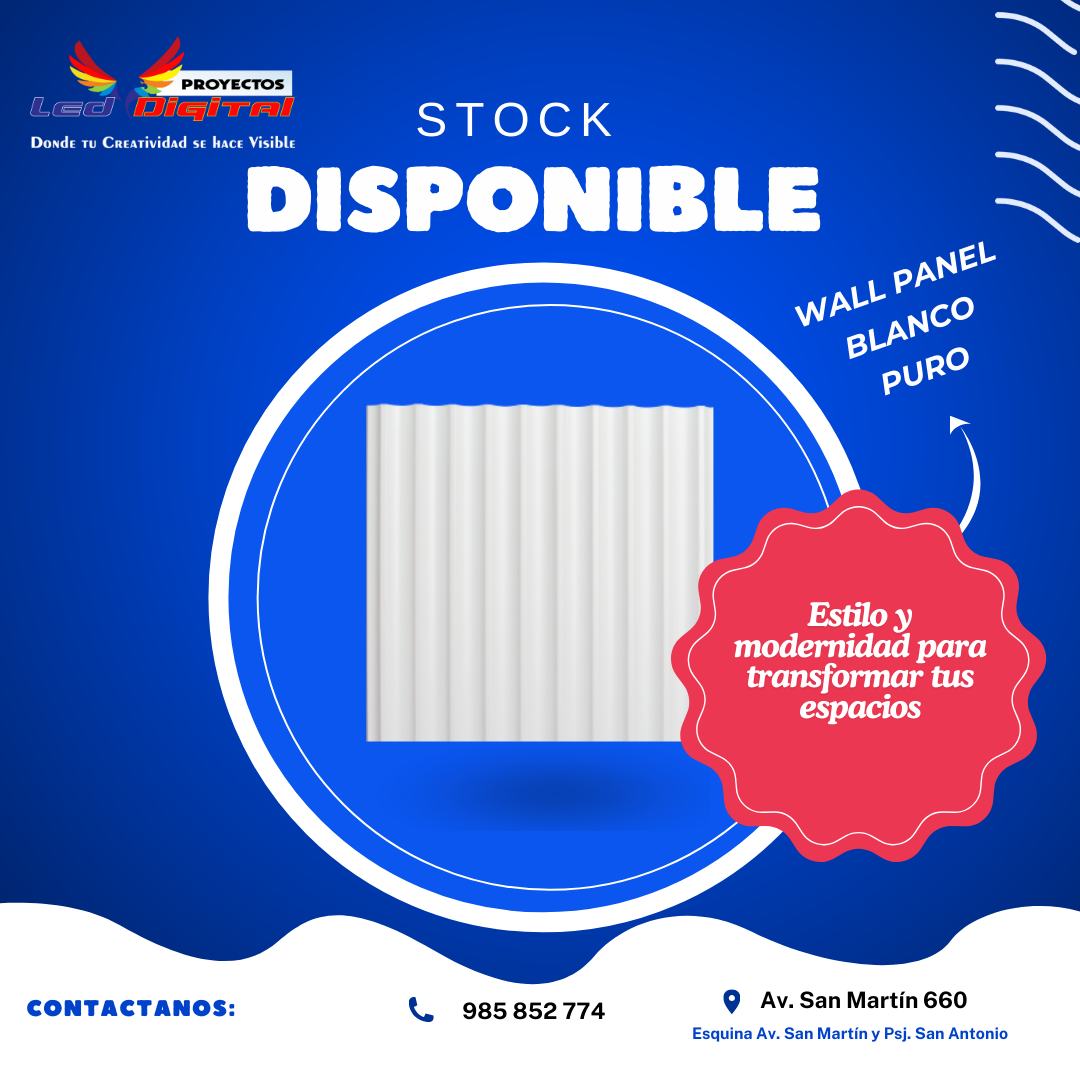 PROYECTOS
Led Digital
Donde tu Creatividad se hace Visible
STOCK
DISPONIBLE
WALL PANEL
BLANCO
PURO
Estilo y
modernidad para
transformar tus
espacios
CONTACTANOS:
985 852 774
Av. San Martín 660
Esquina Av. San Martín y Psj. San Antonio